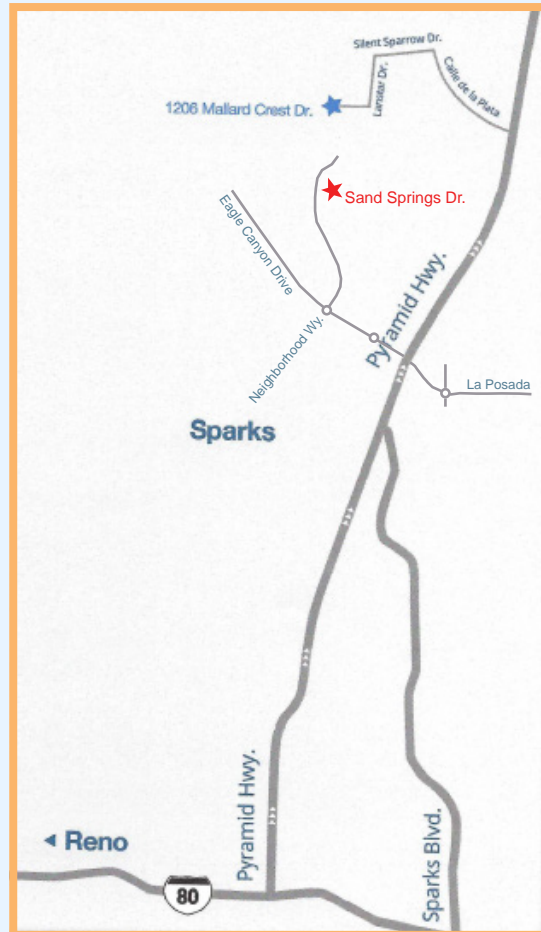 Silent Sparrow Dr.
Calle de la Plata
Lanstar Dr.
1206 Mallard Crest Dr.
Sand Springs Dr.
Eagle Canyon Drive
Pyramid Hwy.
Neighborhood Wy.
La Posada
Sparks
Pyramid Hwy.
Sparks Blvd.
Reno
80